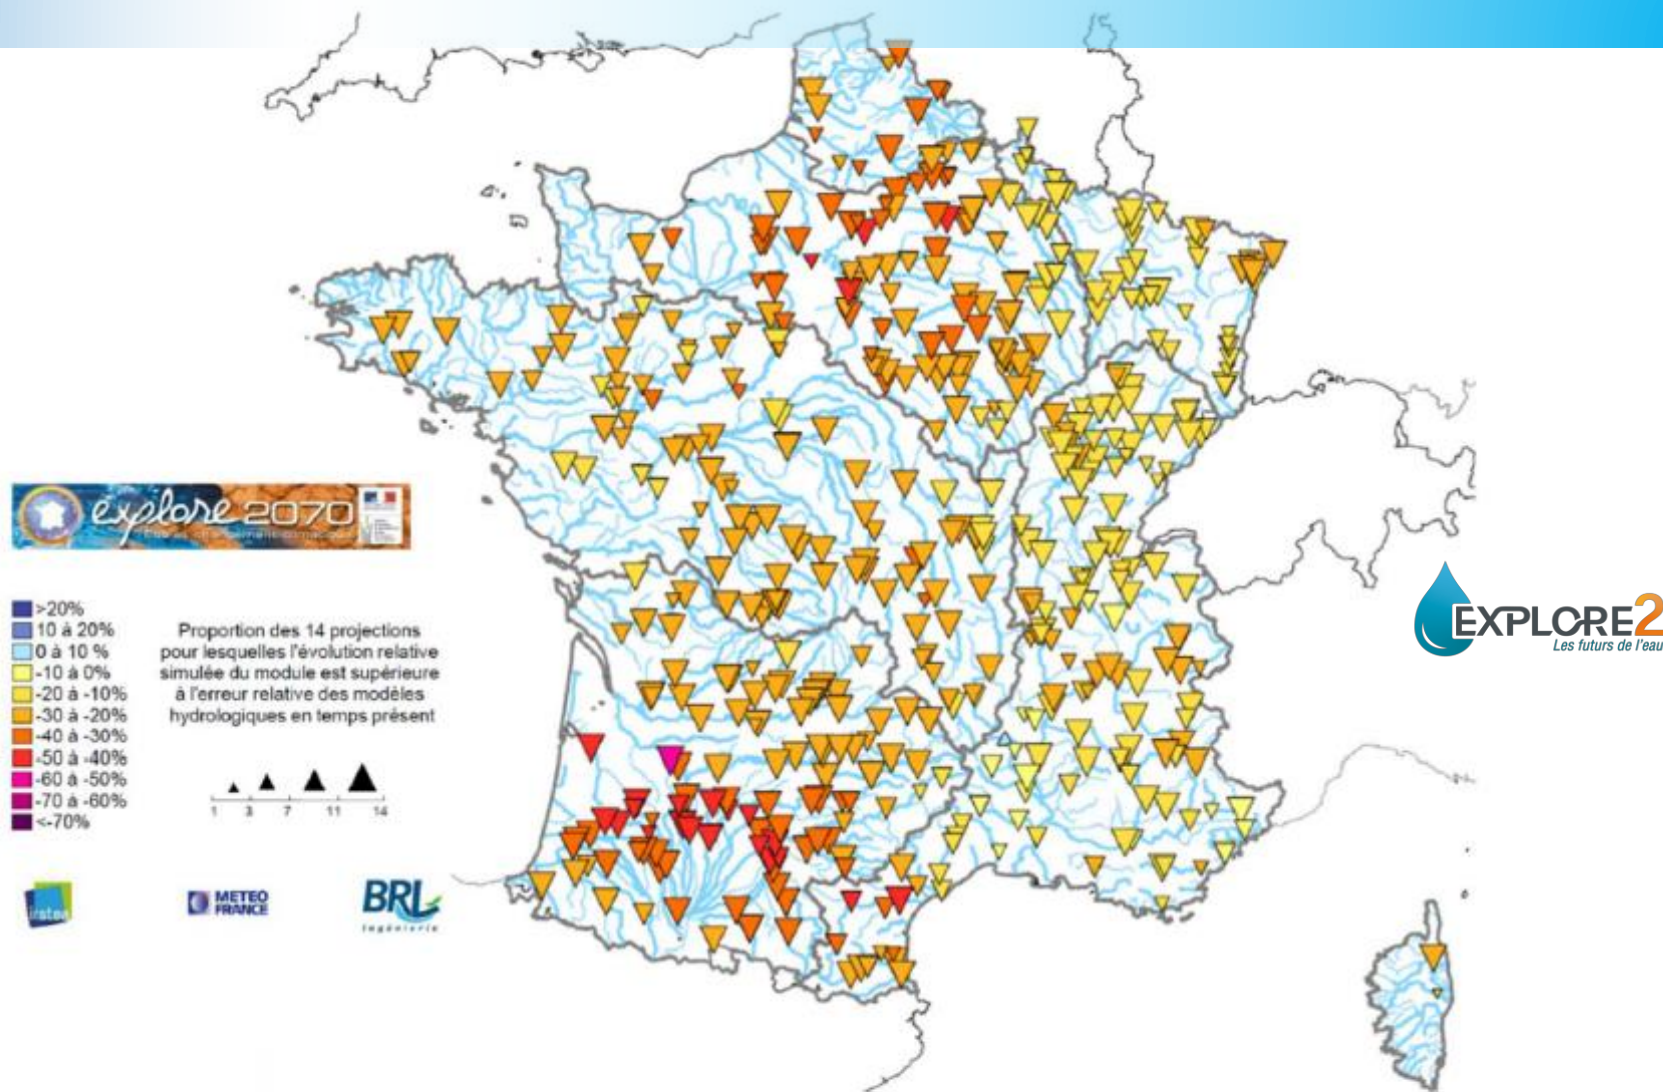 explore 2070
>20%
10 à 20%
0 à 10 %
-10 à 0%
-20 à -10%
-30 à -20%
-40 à -30%
-50 à -40%
-60 à -50%
-70 à -60%
<-70%
Proportion des 14 projections
pour lesquelles l'évolution relative
simulée du module est supérieure
à l'erreur relative des modèles
hydrologiques en temps présent
1 3 7 11 14
irstea
METEO
FRANCE
BRL
Ingénierie
EXPLORE2
Les futurs de l'eau